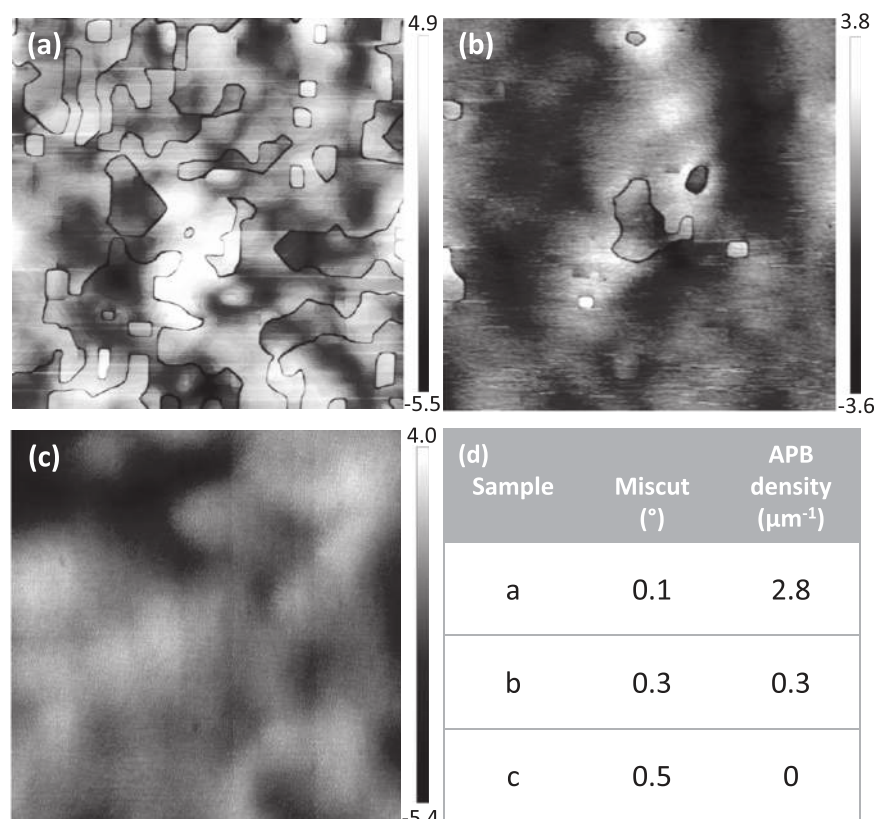 (a)
4.9
-5.5
(b)
3.8
-3.6
(c)
4.0
-5.4
(d)
Sample
Miscut
(°)
APB
density
(μm⁻¹)
a 0.1 2.8
b 0.3 0.3
c 0.5 0